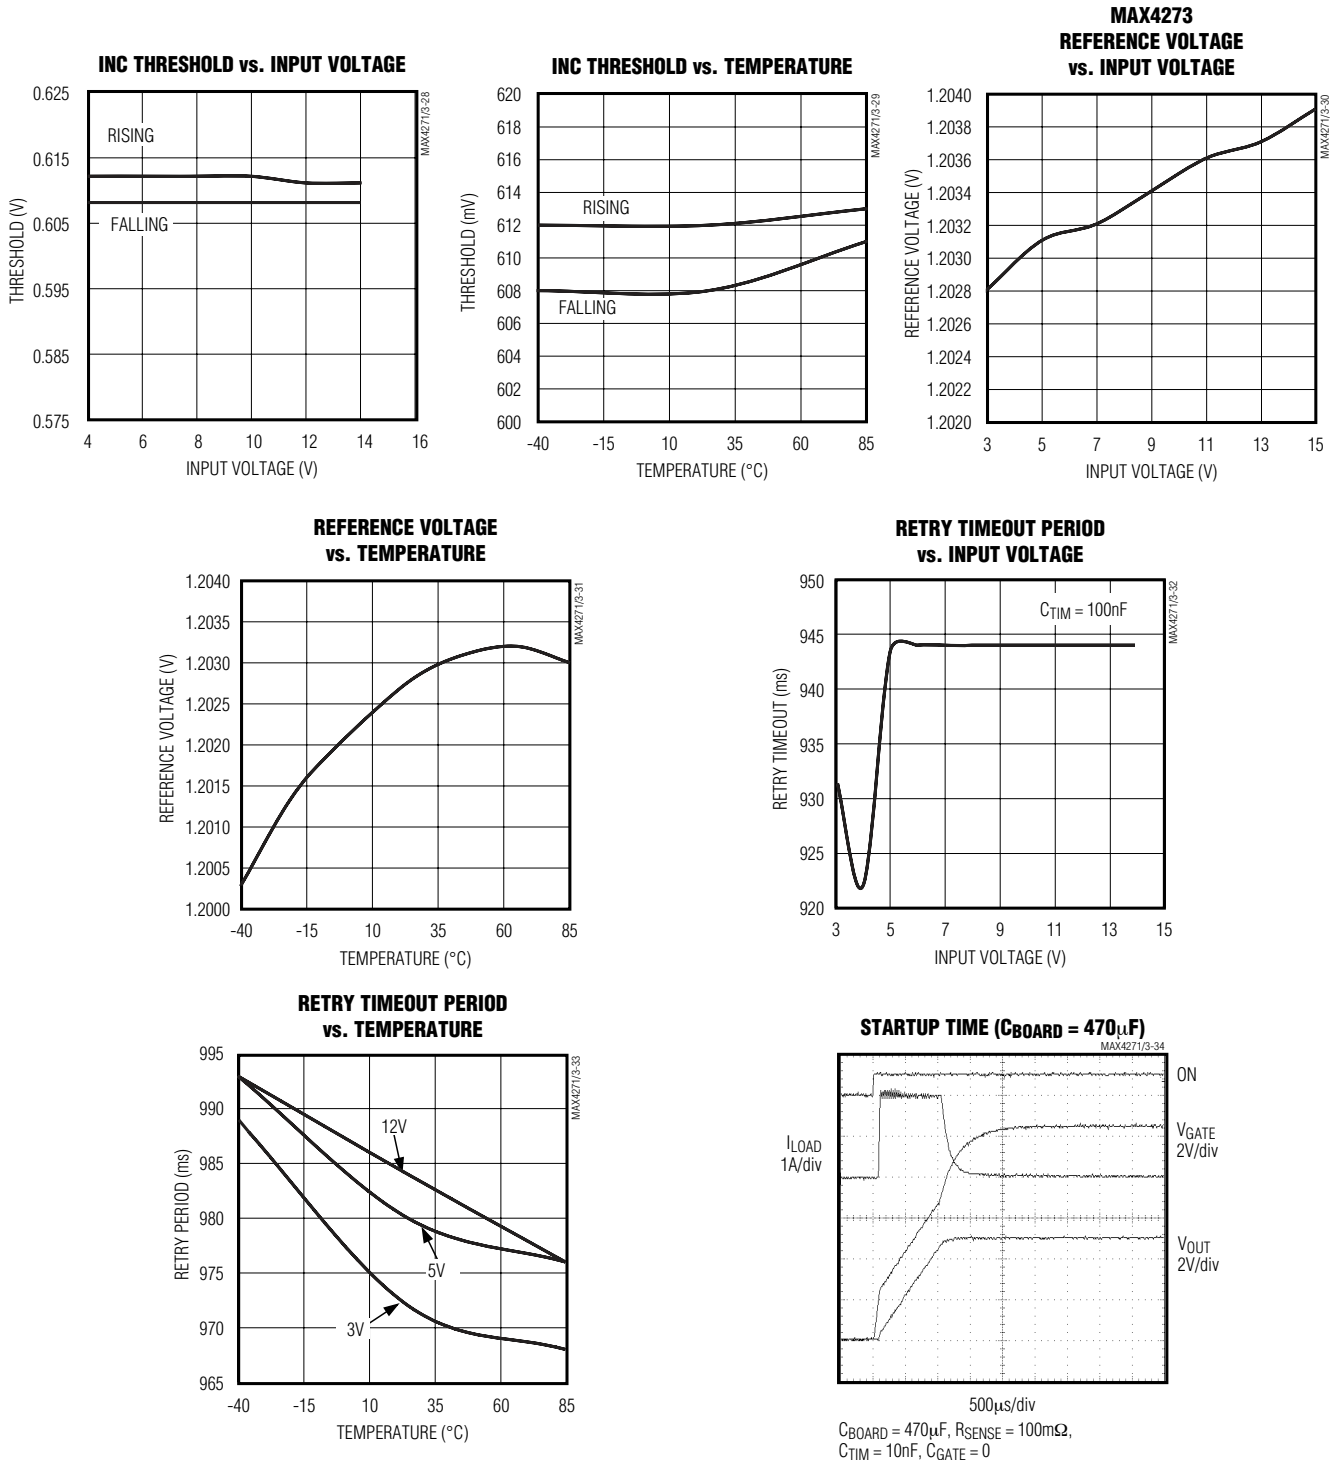 INC THRESHOLD vs. INPUT VOLTAGE
MAX4271/3-28
0.625
0.615
0.605
0.595
0.585
0.575
THRESHOLD (V)
RISING
FALLING
4 6 8 10 12 14 16
INPUT VOLTAGE (V)
INC THRESHOLD vs. TEMPERATURE
MAX4271/3-29
620
618
616
614
612
610
608
606
604
602
600
THRESHOLD (mV)
RISING
FALLING
-40 -15 10 35 60 85
TEMPERATURE (°C)
MAX4273
REFERENCE VOLTAGE
vs. INPUT VOLTAGE
MAX4271/3-30
1.2040
1.2038
1.2036
1.2034
1.2032
1.2030
1.2028
1.2026
1.2024
1.2022
1.2020
REFERENCE VOLTAGE (V)
3 5 7 9 11 13 15
INPUT VOLTAGE (V)
REFERENCE VOLTAGE
vs. TEMPERATURE
MAX4271/3-31
1.2040
1.2035
1.2030
1.2025
1.2020
1.2015
1.2010
1.2005
1.2000
REFERENCE VOLTAGE (V)
-40 -15 10 35 60 85
TEMPERATURE (°C)
RETRY TIMEOUT PERIOD
vs. INPUT VOLTAGE
MAX4271/3-32
950
945
940
935
930
925
920
RETRY TIMEOUT (ms)
CTIM = 100nF
3 5 7 9 11 13 15
INPUT VOLTAGE (V)
RETRY TIMEOUT PERIOD
vs. TEMPERATURE
MAX4271/3-33
995
990
985
980
975
970
965
RETRY PERIOD (ms)
12V
5V
3V
-40 -15 10 35 60 85
TEMPERATURE (°C)
STARTUP TIME (CBOARD = 470μF)
MAX4271/3-34
ON
ILOAD
1A/div
VGATE
2V/div
VOUT
2V/div
500μs/div
CBOARD = 470μF, RSENSE = 100mΩ,
CTIM = 10nF, CGATE = 0